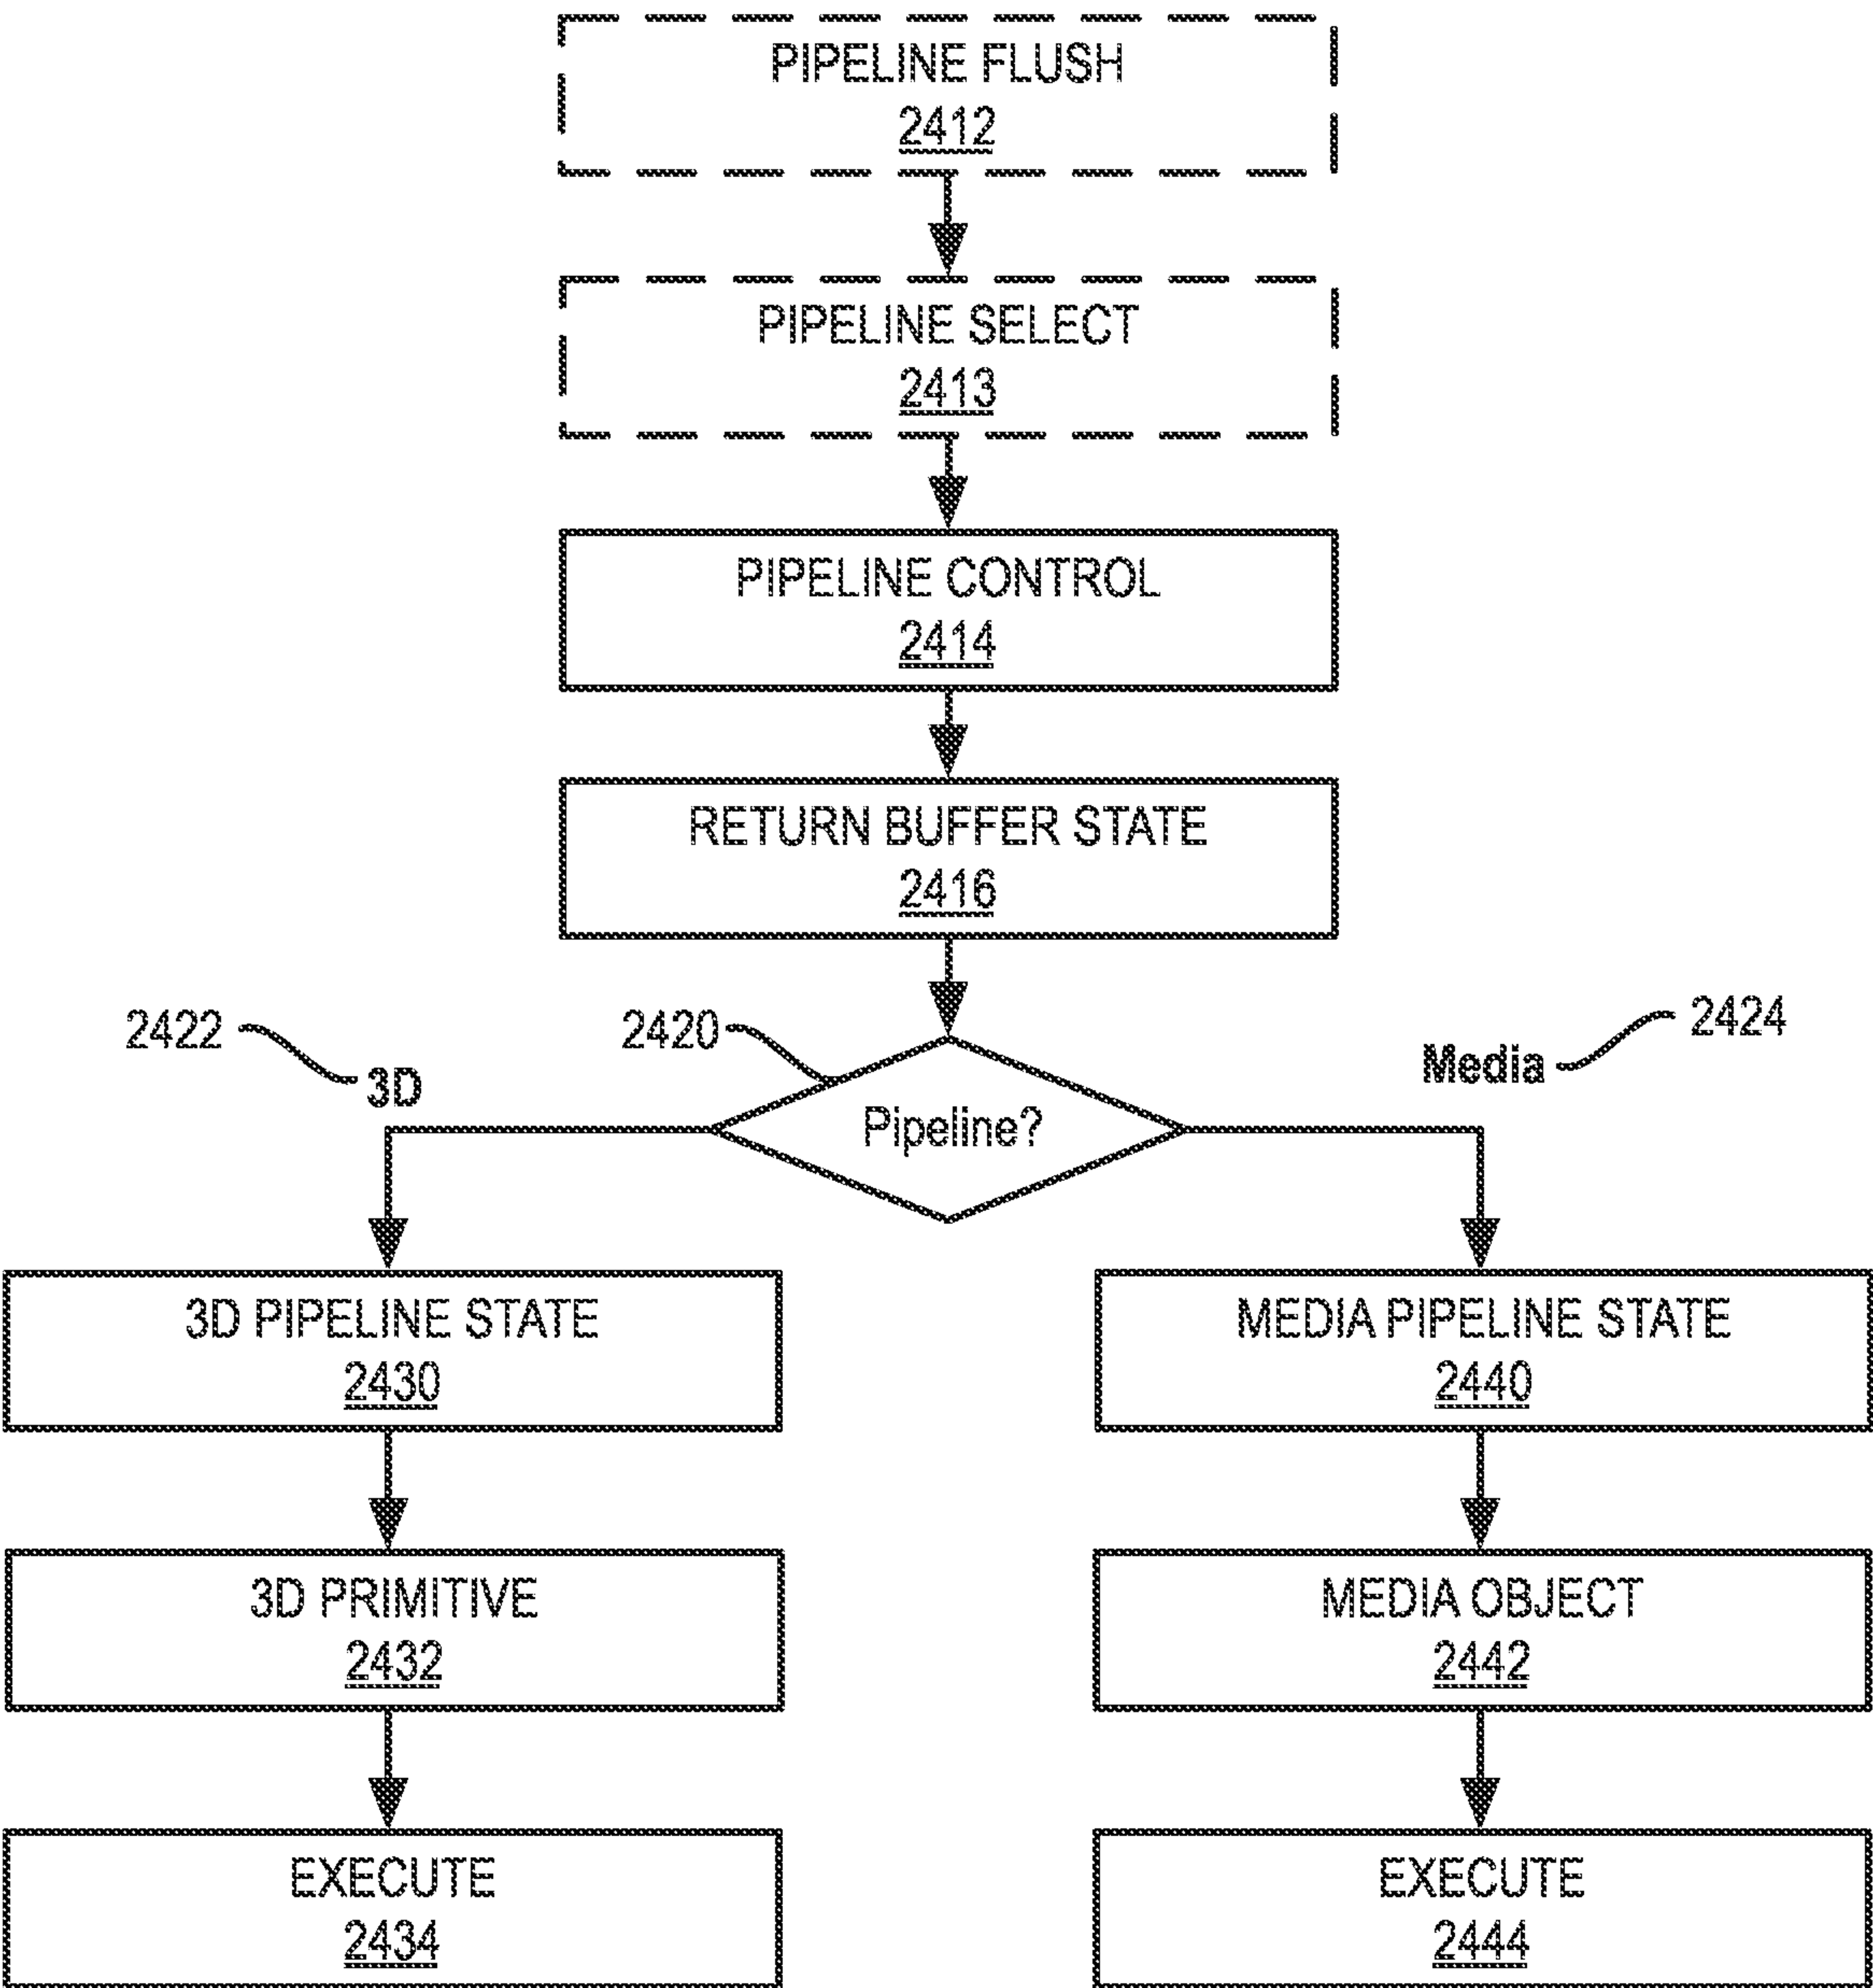 PIPELINE FLUSH
2412
PIPELINE SELECT
2413
PIPELINE CONTROL
2414
RETURN BUFFER STATE
2416
2422
3D
2420
Pipeline?
Media
2424
3D PIPELINE STATE
2430
MEDIA PIPELINE STATE
2440
3D PRIMITIVE
2432
MEDIA OBJECT
2442
EXECUTE
2434
EXECUTE
2444